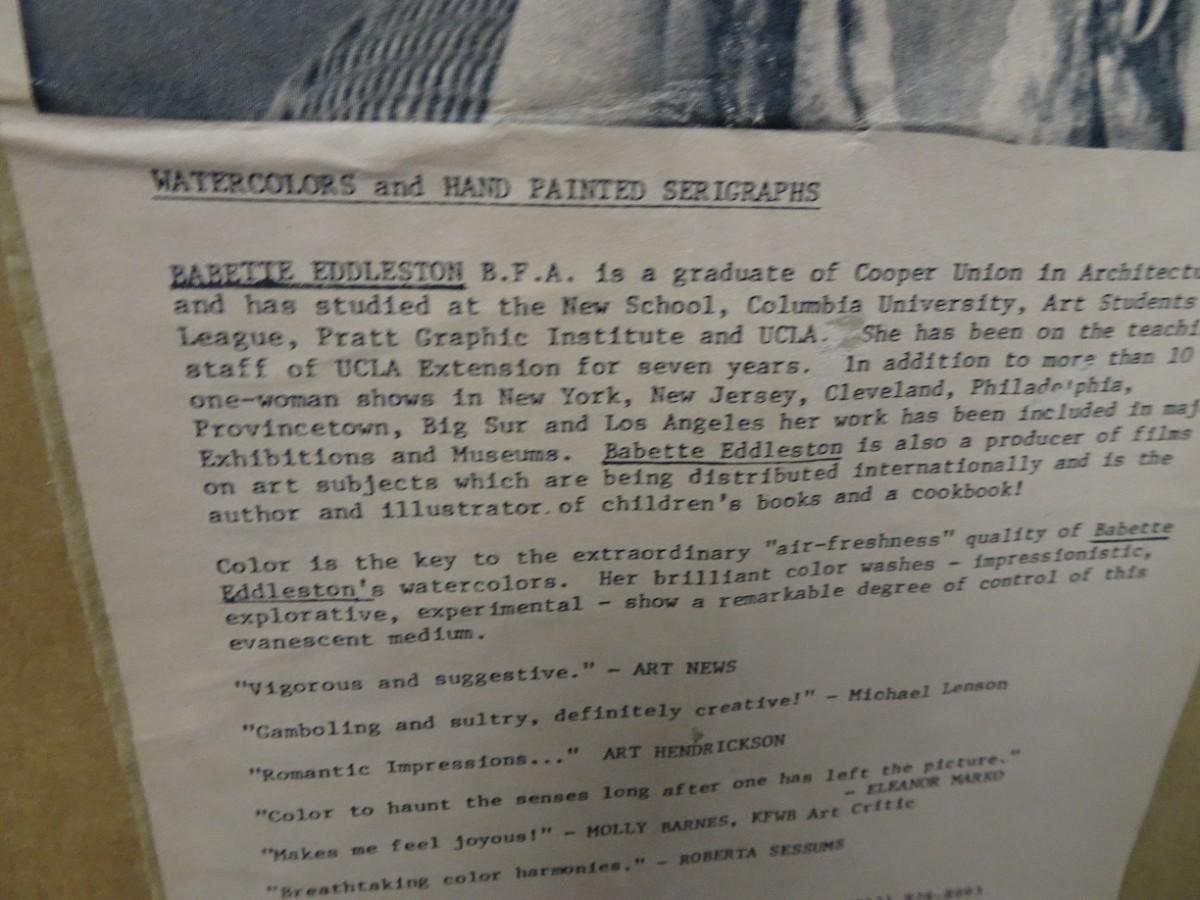 WATERCOLORS and HAND PAINTED SERIGRAPHS
BABETTE EDDLESTON B.F.A. is a graduate of Cooper Union in Architectu
and has studied at the New School, Columbia University, Art Students
League, Pratt Graphic Institute and UCLA. She has been on the teachi
staff of UCLA Extension for seven years. In addition to more than 10
one-woman shows in New York, New Jersey, Cleveland, Philadelphia,
Provincetown, Big Sur and Los Angeles her work has been included in maj
Exhibitions and Museums. Babette Eddleston is also a producer of films
on art subjects which are being distributed internationally and is the
author and illustrator of children's books and a cookbook!
Color is the key to the extraordinary "air-freshness" quality of Babette
Eddleston's watercolors. Her brilliant color washes - impressionistic,
explorative, experimental - show a remarkable degree of control of this
evanescent medium.
"Vigorous and suggestive." - ART NEWS
"Gamboling and sultry, definitely creative!" - Michael Lenson
"Romantic Impressions..." ART HENDRICKSON
"Color to haunt the senses long after one has left the picture."
- ELEANOR MARKO
"Makes me feel joyous!" - MOLLY BARNES, KFWB Art Critic
"Breathtaking color harmonies." - ROBERTA SESSUMS